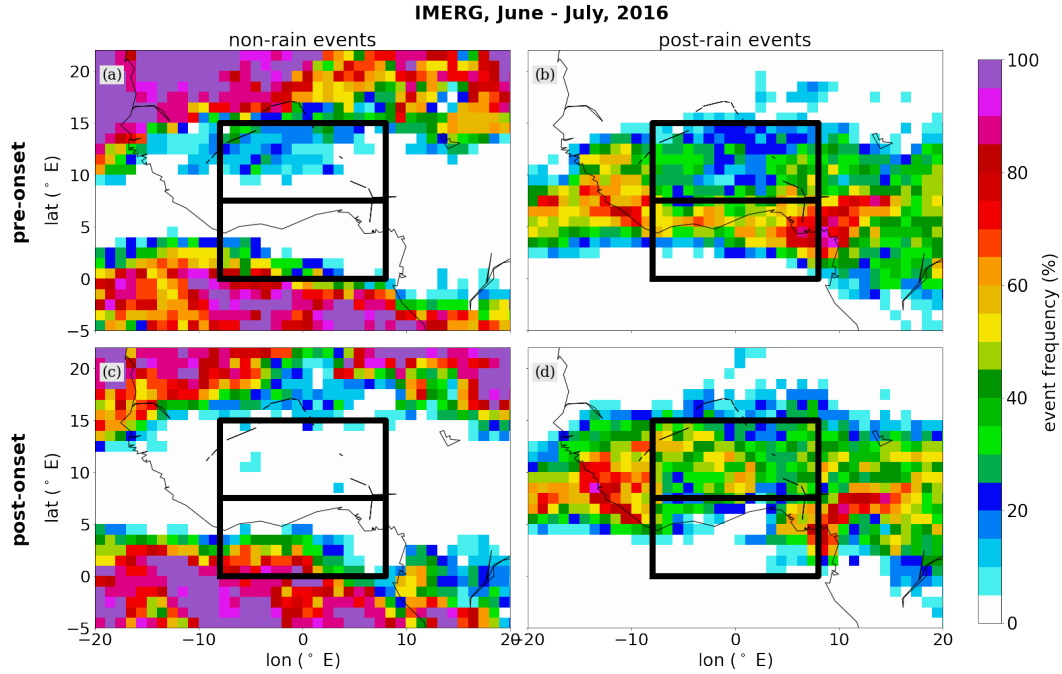 IMERG, June - July, 2016
non-rain events
post-rain events
pre-onset
lat (° E)
20
15
10
5
0
−5
(a)
(b)
post-onset
lat (° E)
20
15
10
5
0
−5
(c)
(d)
−20
−10
0
10
20
lon (° E)
−20
−10
0
10
20
lon (° E)
100
80
60
40
20
0
event frequency (%)